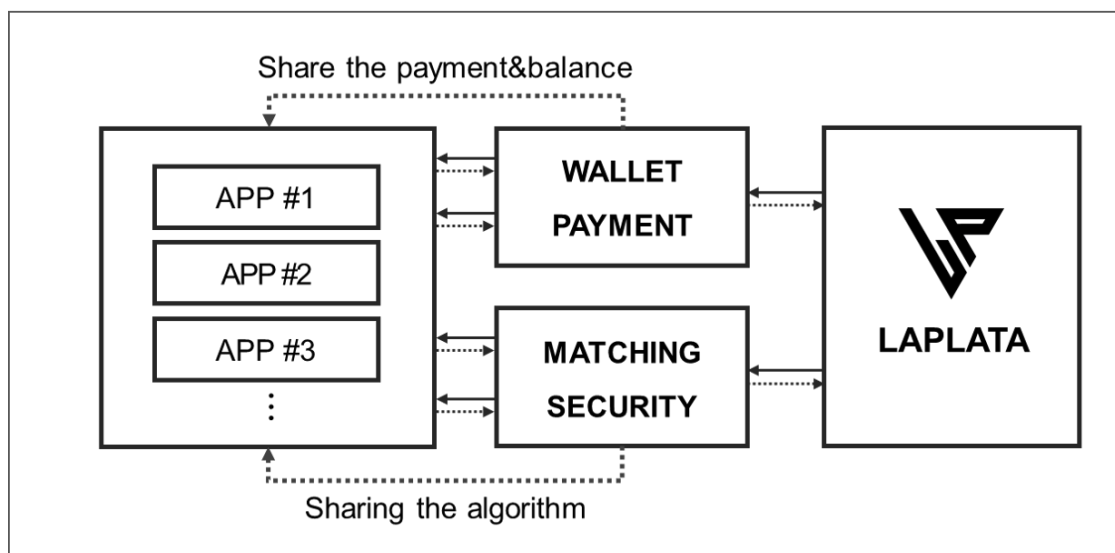 Share the payment&balance
APP #1
APP #2
APP #3
⋮
WALLET
PAYMENT
MATCHING
SECURITY
LAPLATA
Sharing the algorithm